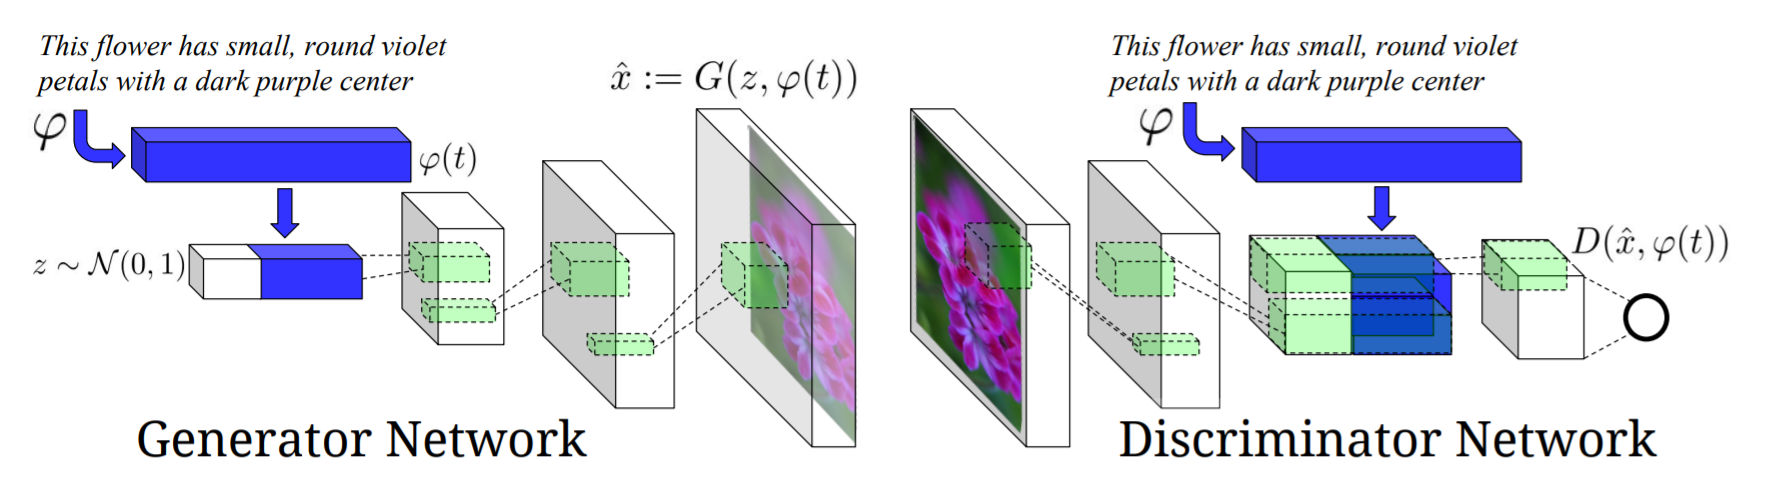 This flower has small, round violet
petals with a dark purple center
φ
φ(t)
z ∼ N(0, 1)
x̂ := G(z, φ(t))
Generator Network
This flower has small, round violet
petals with a dark purple center
φ
D(x̂, φ(t))
Discriminator Network